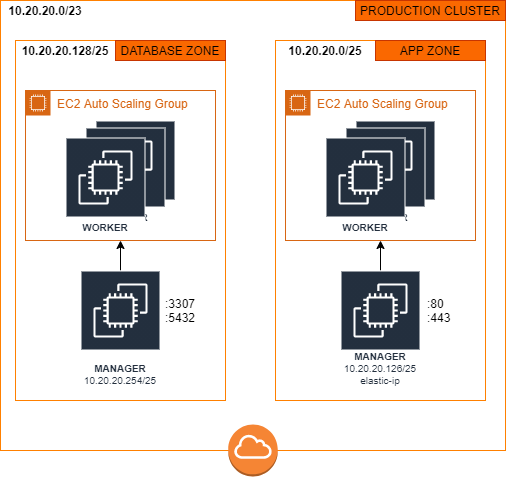 10.20.20.0/23
PRODUCTION CLUSTER
10.20.20.128/25
DATABASE ZONE
EC2 Auto Scaling Group
WORKER
:3307
:5432
MANAGER
10.20.20.254/25
10.20.20.0/25
APP ZONE
EC2 Auto Scaling Group
WORKER
:80
:443
MANAGER
10.20.20.126/25
elastic-ip